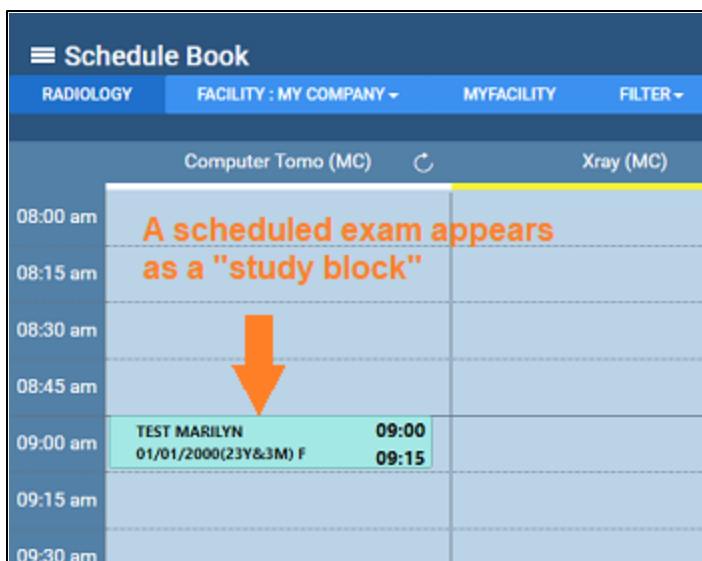 Schedule Book
RADIOLOGY FACILITY : MY COMPANY MYFACILITY FILTER
Computer Tomo (MC) Xray (MC)
08:00 am
A scheduled exam appears
as a "study block"
08:15 am
08:30 am
08:45 am
09:00 am
TEST MARILYN 09:00
01/01/2000(23Y&3M) F 09:15
09:15 am
09:30 am